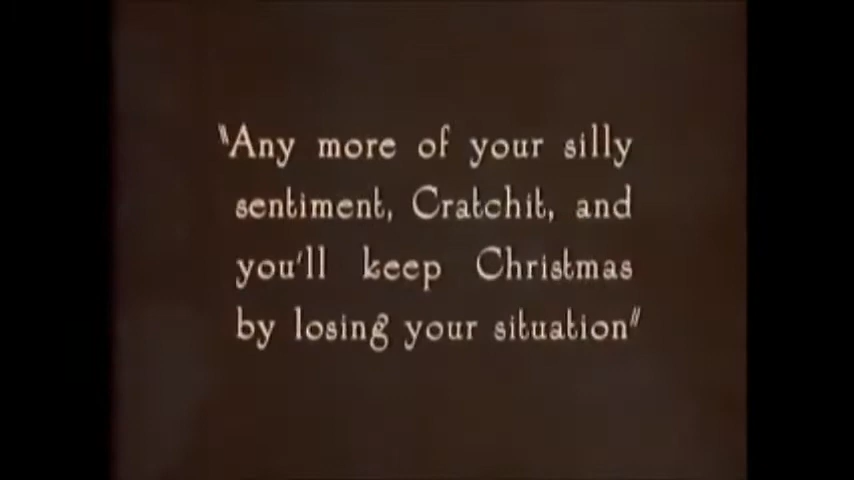 "Any more of your silly
sentiment, Cratchit, and
you'll keep Christmas
by losing your situation"